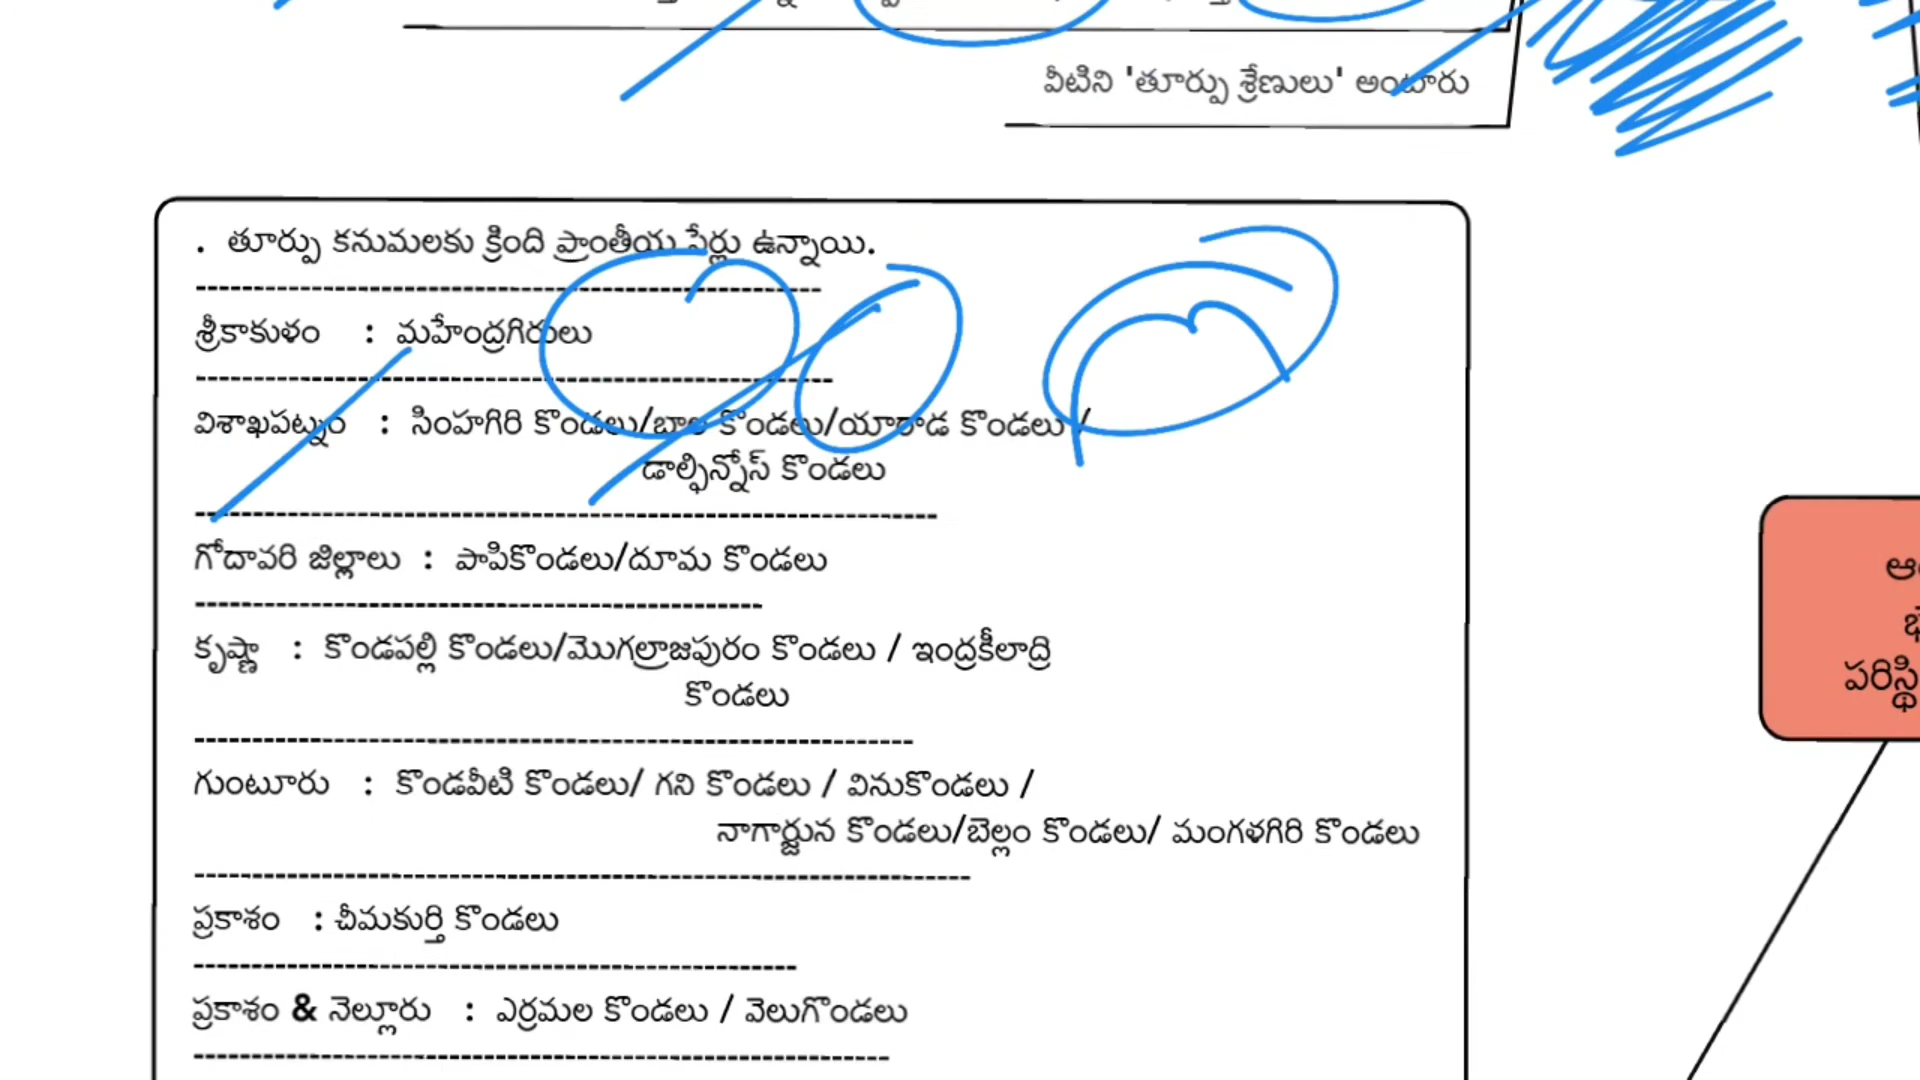 వీటిని 'తూర్పు శ్రేణులు' అంటారు
. తూర్పు కనుమలకు క్రింది ప్రాంతీయ పేర్లు ఉన్నాయి.
శ్రీకాకుళం : మహేంద్రగిరులు
విశాఖపట్నం : సింహగిరి కొండలు/బాల కొండలు/యారాడ కొండలు /
డాల్ఫిన్నోస్ కొండలు
గోదావరి జిల్లాలు : పాపికొండలు/దూమ కొండలు
కృష్ణా : కొండపల్లి కొండలు/మొగల్రాజపురం కొండలు / ఇంద్రకీలాద్రి
కొండలు
గుంటూరు : కొండవీటి కొండలు/ గని కొండలు / వినుకొండలు /
నాగార్జున కొండలు/బెల్లం కొండలు/ మంగళగిరి కొండలు
ప్రకాశం : చీమకుర్తి కొండలు
ప్రకాశం & నెల్లూరు : ఎర్రమల కొండలు / వెలుగొండలు